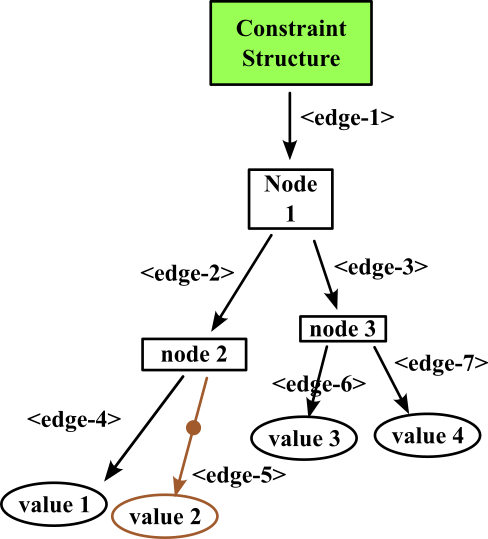 Constraint
Structure
<edge-1>
Node
1
<edge-2>
<edge-3>
node 2
node 3
<edge-4>
<edge-5>
<edge-6>
<edge-7>
value 1
value 2
value 3
value 4